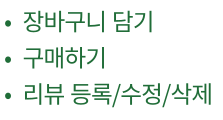 • 장바구니 담기
• 구매하기
• 리뷰 등록/수정/삭제